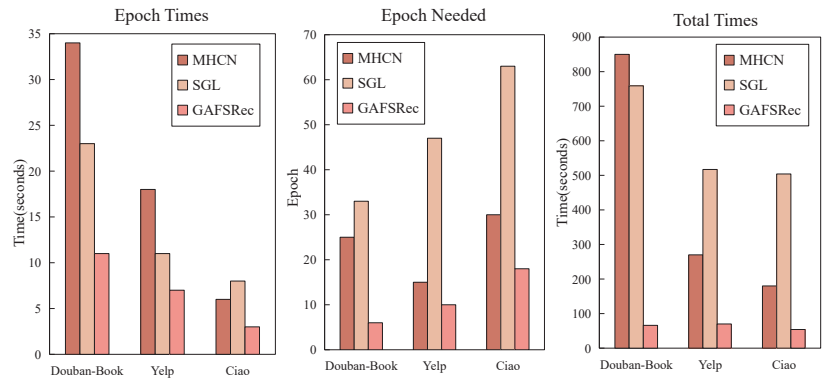 Epoch Times
Time(seconds)
35
30
25
20
15
10
5
0
MHCN
SGL
GAFSRec
Douban-Book Yelp Ciao
Epoch Needed
Epoch
70
60
50
40
30
20
10
0
MHCN
SGL
GAFSRec
Douban-Book Yelp Ciao
Total Times
Time(seconds)
900
800
700
600
500
400
300
200
100
0
MHCN
SGL
GAFSRec
Douban-Book Yelp Ciao